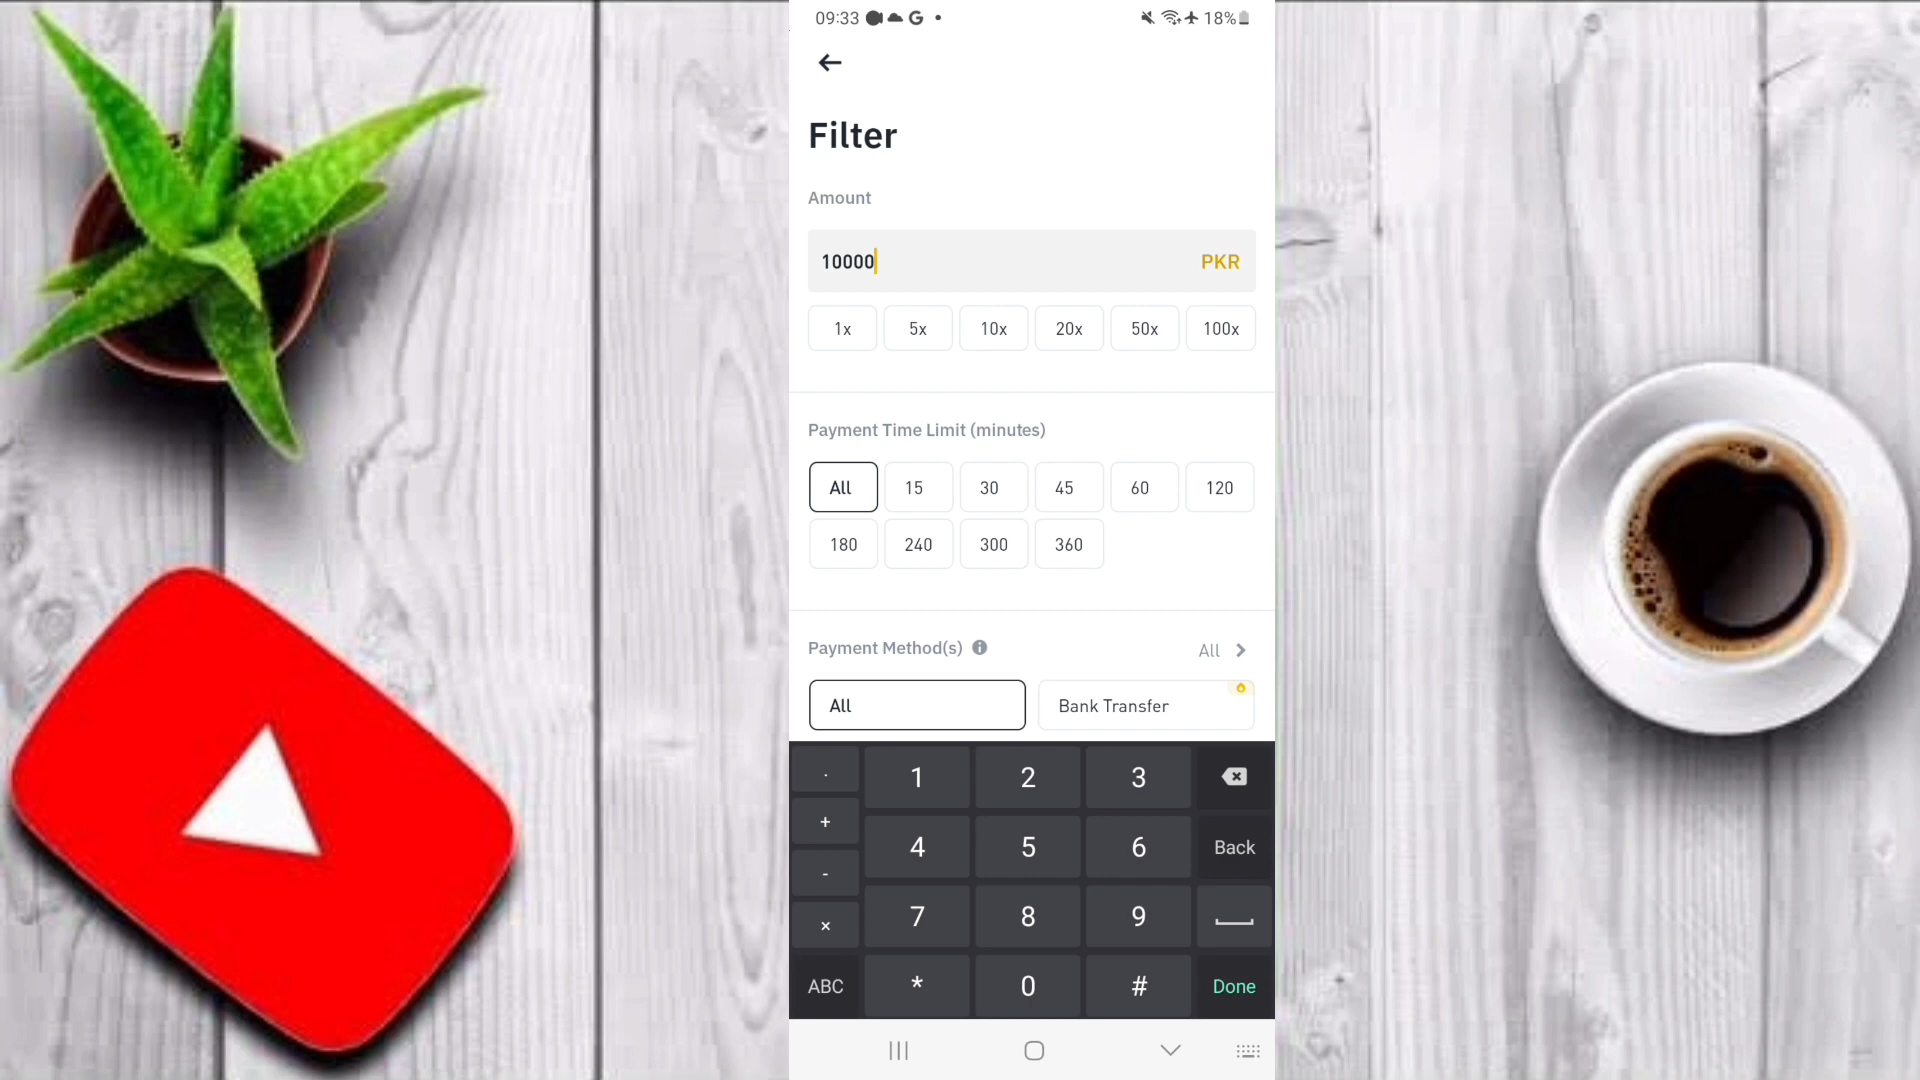 09:33 18%
Filter
Amount
10000 PKR
1x 5x 10x 20x 50x 100x
Payment Time Limit (minutes)
All 15 30 45 60 120
180 240 300 360
Payment Method(s) All
All Bank Transfer
. 1 2 3
+ 4 5 6 Back
- 7 8 9
×
ABC * 0 # Done